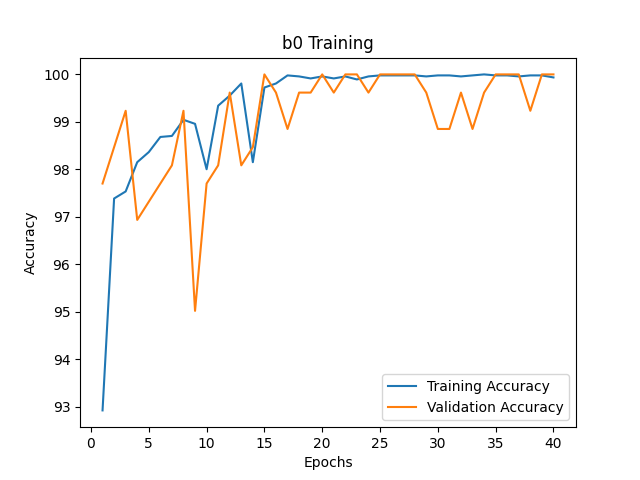 b0 Training
Accuracy
100
99
98
97
96
95
94
93
0 5 10 15 20 25 30 35 40
Epochs
Training Accuracy
Validation Accuracy